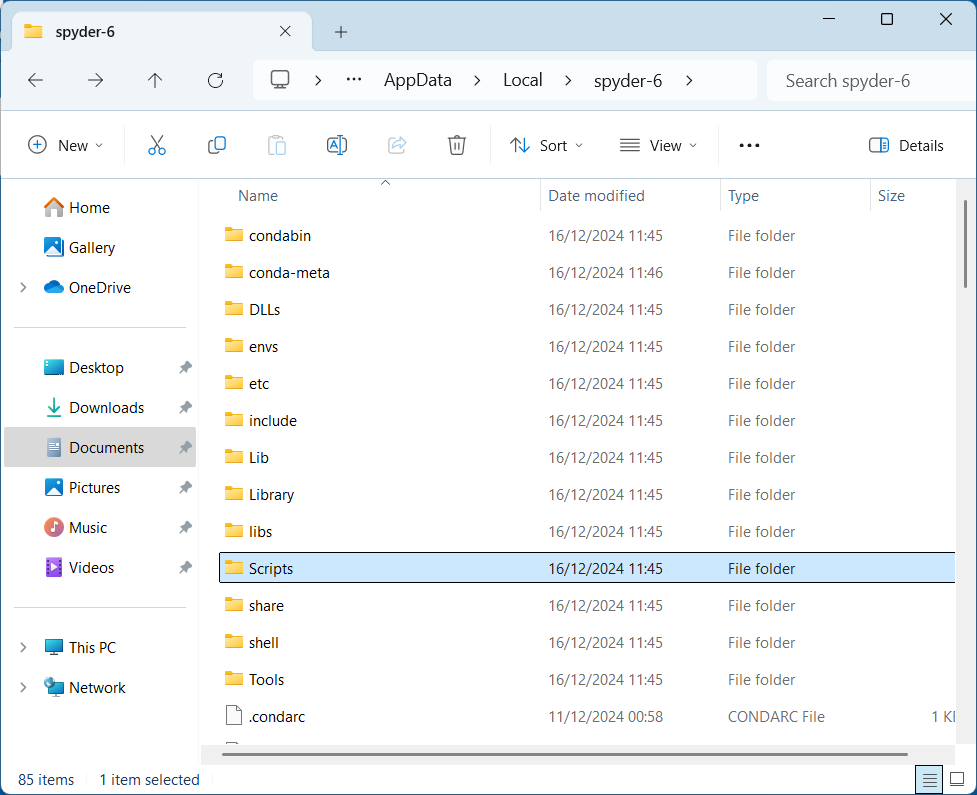 spyder-6
AppData Local spyder-6
Search spyder-6
New Sort View Details
Name Date modified Type Size
Home
Gallery
OneDrive
Desktop
Downloads
Documents
Pictures
Music
Videos
This PC
Network
condabin 16/12/2024 11:45 File folder
conda-meta 16/12/2024 11:46 File folder
DLLs 16/12/2024 11:45 File folder
envs 16/12/2024 11:45 File folder
etc 16/12/2024 11:45 File folder
include 16/12/2024 11:45 File folder
Lib 16/12/2024 11:45 File folder
Library 16/12/2024 11:45 File folder
libs 16/12/2024 11:45 File folder
Scripts 16/12/2024 11:45 File folder
share 16/12/2024 11:45 File folder
shell 16/12/2024 11:45 File folder
Tools 16/12/2024 11:45 File folder
.condarc 11/12/2024 00:58 CONDARC File 1
85 items 1 item selected